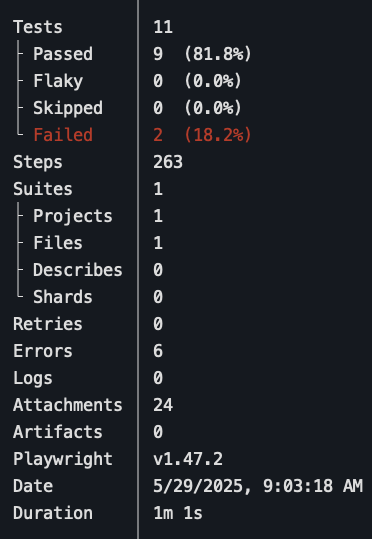 Tests 11
Passed 9 (81.8%)
Flaky 0 (0.0%)
Skipped 0 (0.0%)
Failed 2 (18.2%)
Steps 263
Suites 1
Projects 1
Files 1
Describes 0
Shards 0
Retries 0
Errors 6
Logs 0
Attachments 24
Artifacts 0
Playwright v1.47.2
Date 5/29/2025, 9:03:18 AM
Duration 1m 1s